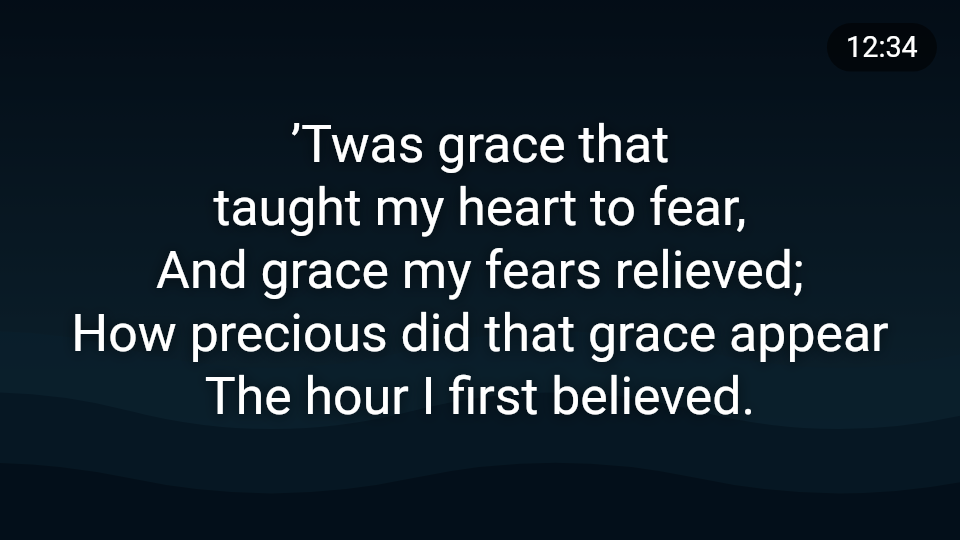 12:34
’Twas grace that
taught my heart to fear,
And grace my fears relieved;
How precious did that grace appear
The hour I first believed.